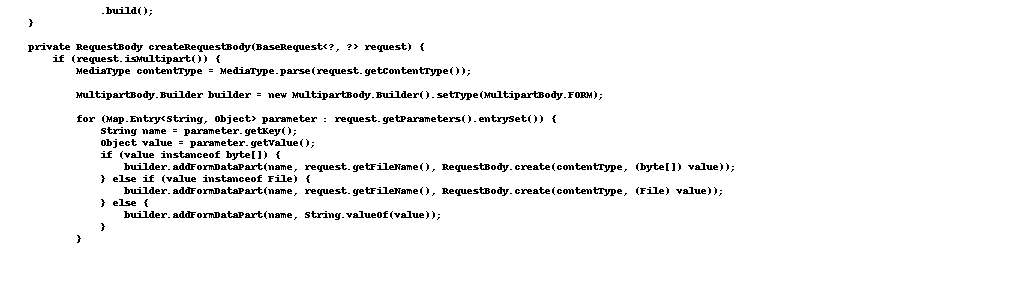 .build();
}
private RequestBody createRequestBody(BaseRequest<?, ?> request) {
if (request.isMultipart()) {
MediaType contentType = MediaType.parse(request.getContentType());
MultipartBody.Builder builder = new MultipartBody.Builder().setType(MultipartBody.FORM);
for (Map.Entry<String, Object> parameter : request.getParameters().entrySet()) {
String name = parameter.getKey();
Object value = parameter.getValue();
if (value instanceof byte[]) {
builder.addFormDataPart(name, request.getFileName(), RequestBody.create(contentType, (byte[]) value));
} else if (value instanceof File) {
builder.addFormDataPart(name, request.getFileName(), RequestBody.create(contentType, (File) value));
} else {
builder.addFormDataPart(name, String.valueOf(value));
}
}